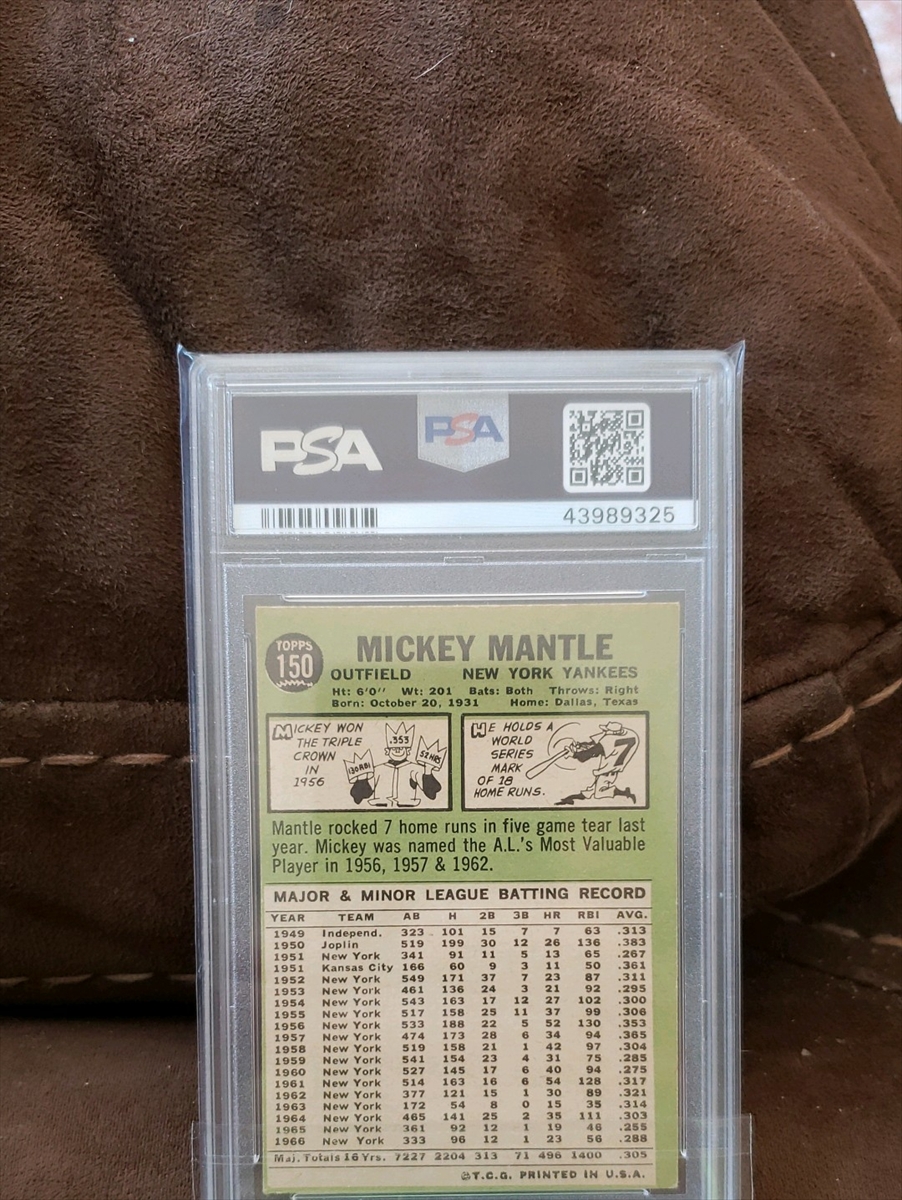 PSA
PSA
43989325
TOPPS
150
MICKEY MANTLE
OUTFIELD NEW YORK YANKEES
Ht: 6'0'' Wt: 201 Bats: Both Throws: Right
Born: October 20, 1931 Home: Dallas, Texas
MICKEY WON
THE TRIPLE
CROWN
IN
1956
.353
130 RBI
52 HRS
HE HOLDS A
WORLD
SERIES
MARK
OF 18
HOME RUNS.
7
Mantle rocked 7 home runs in five game tear last
year. Mickey was named the A.L.'s Most Valuable
Player in 1956, 1957 & 1962.
MAJOR & MINOR LEAGUE BATTING RECORD
YEAR TEAM AB H 2B 3B HR RBI AVG.
1949 Independ. 323 101 15 7 7 63 .313
1950 Joplin 519 199 30 12 26 136 .383
1951 New York 341 91 11 5 13 65 .267
1951 Kansas City 166 60 9 3 11 50 .361
1952 New York 549 171 37 7 23 87 .311
1953 New York 461 136 24 3 21 92 .295
1954 New York 543 163 17 12 27 102 .300
1955 New York 517 158 25 11 37 99 .306
1956 New York 533 188 22 5 52 130 .353
1957 New York 474 173 28 6 34 94 .365
1958 New York 519 158 21 1 42 97 .304
1959 New York 541 154 23 4 31 75 .285
1960 New York 527 145 17 6 40 94 .275
1961 New York 514 163 16 6 54 128 .317
1962 New York 377 121 15 1 30 89 .321
1963 New York 172 54 8 0 15 35 .314
1964 New York 465 141 25 2 35 111 .303
1965 New York 361 92 12 1 19 46 .255
1966 New York 333 96 12 1 23 56 .288
Maj. Totals 16 Yrs. 7227 2204 313 71 496 1400 .305
©T.C.G. PRINTED IN U.S.A.